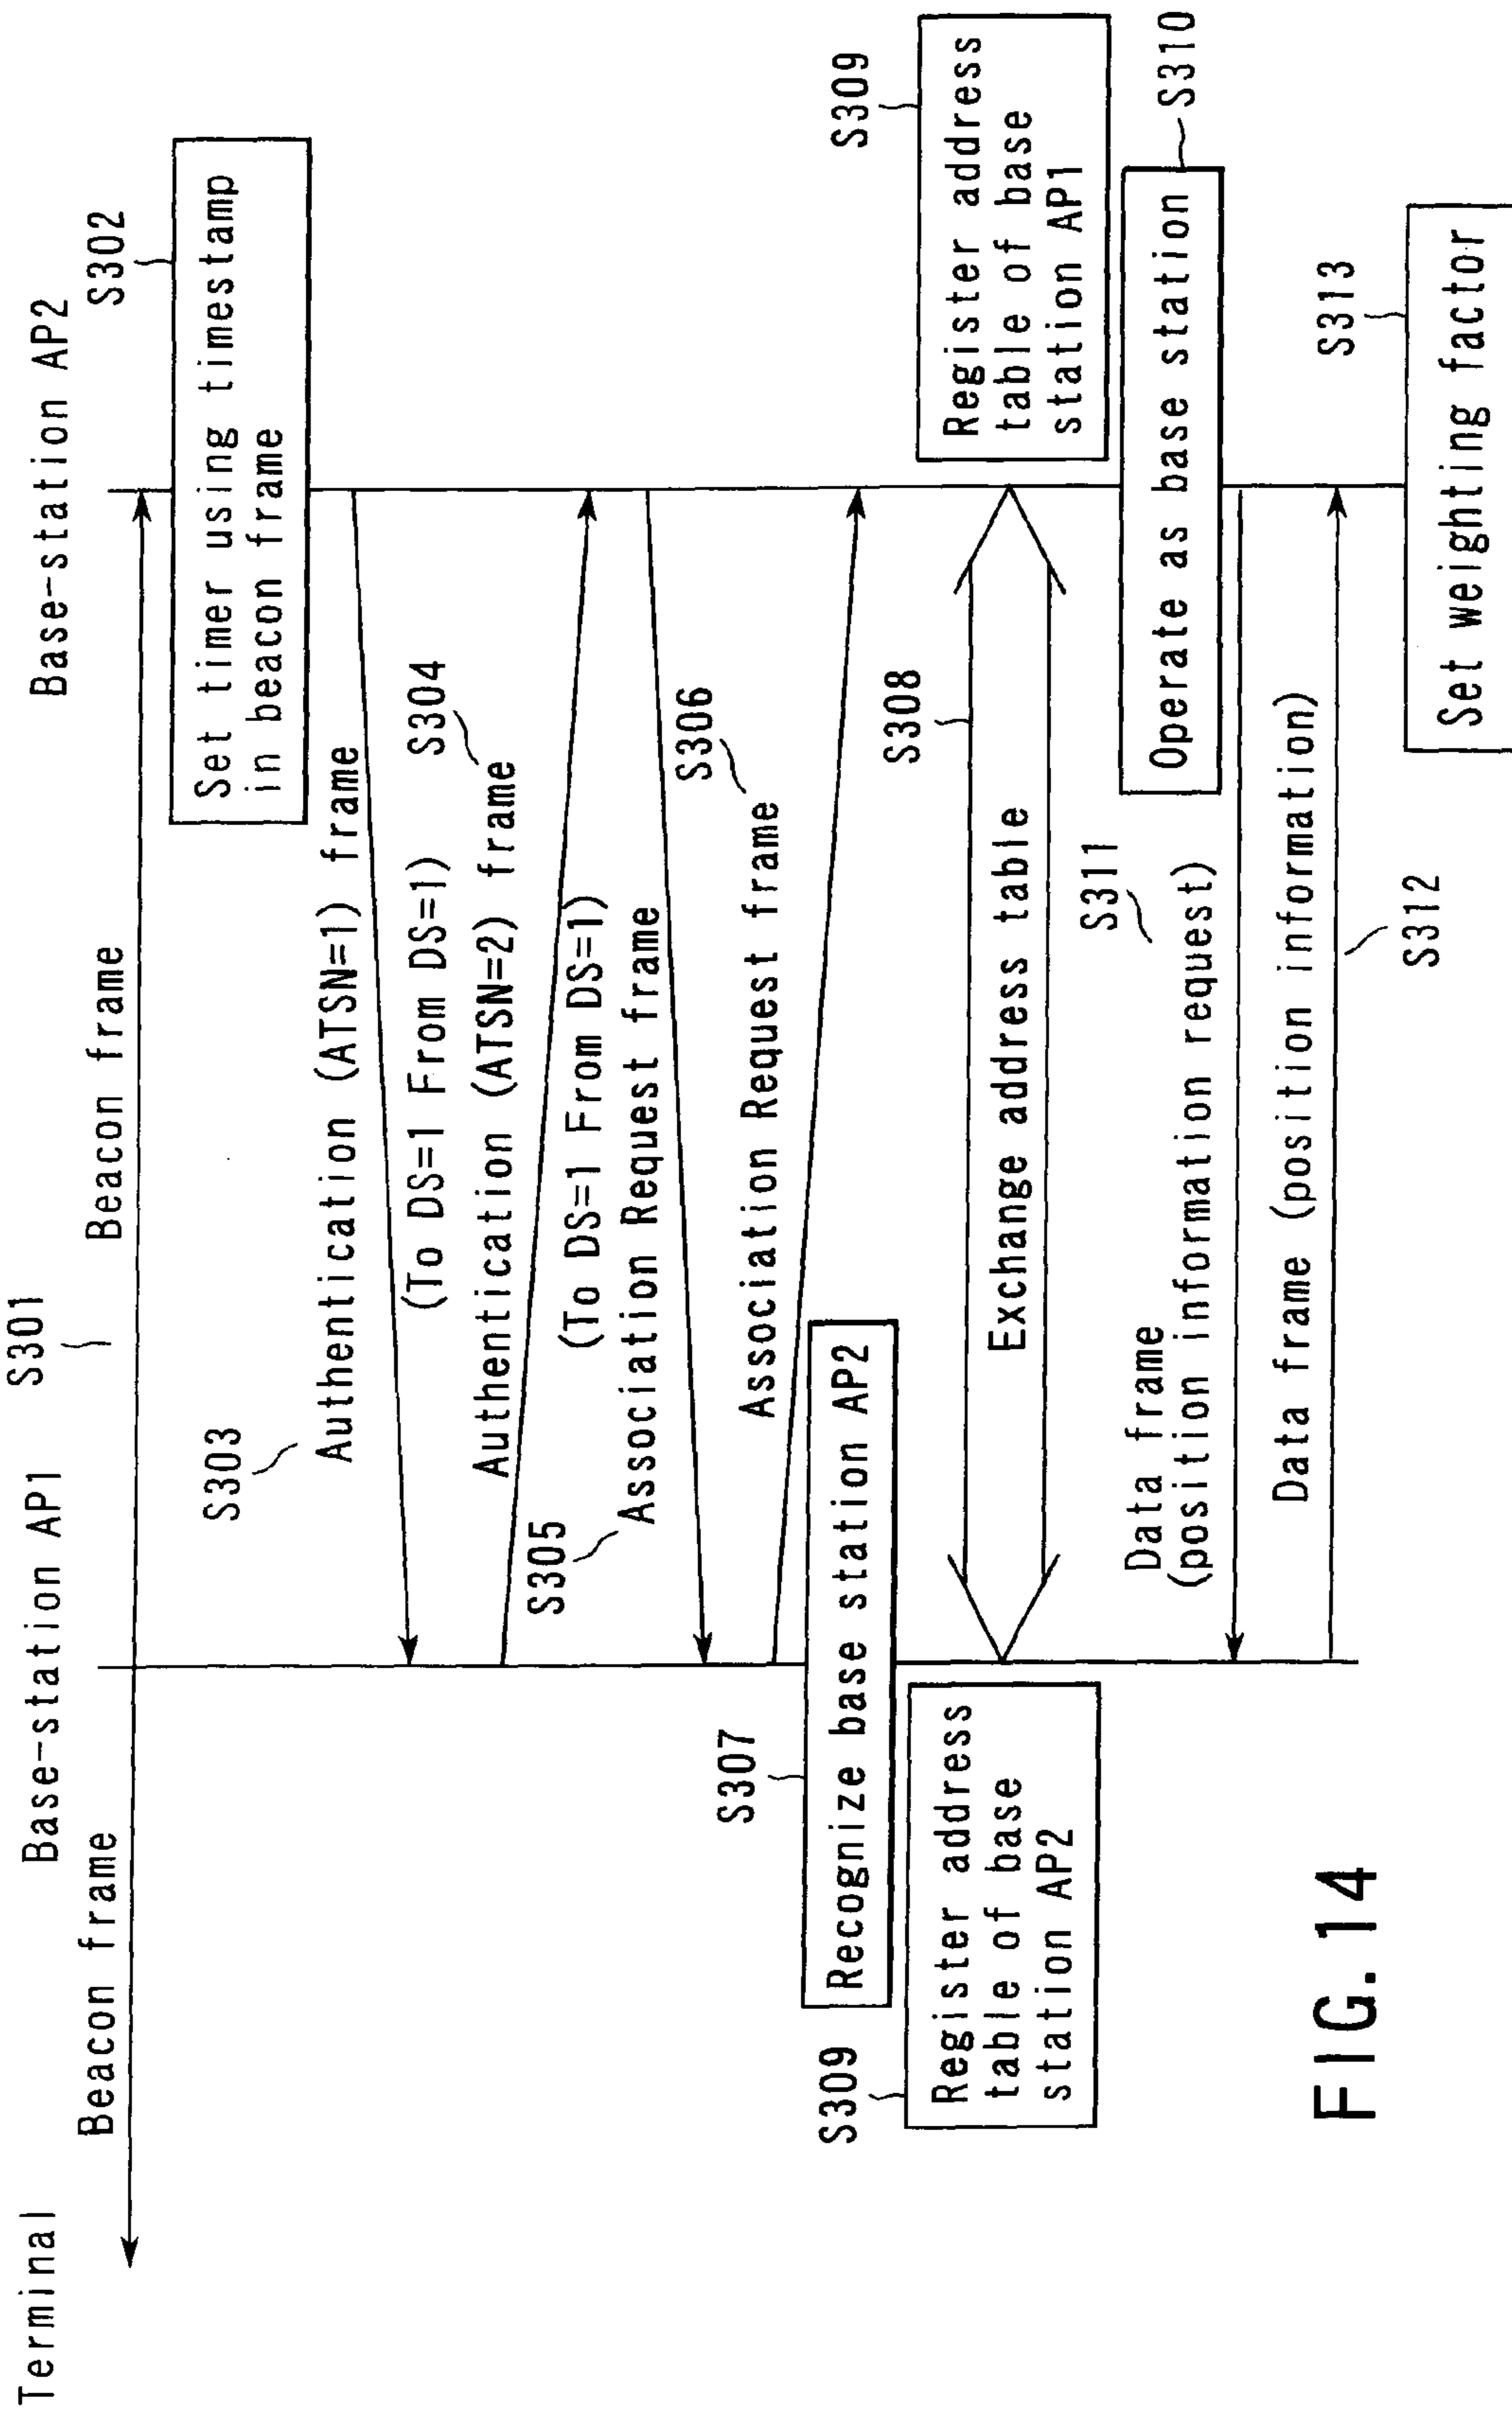 Terminal
Base-station AP1
Base-station AP2
S301
Beacon frame
Beacon frame
S302
Set timer using timestamp
in beacon frame
S303
Authentication (ATSN=1) frame
(To DS=1 From DS=1)
S304
Authentication (ATSN=2) frame
(To DS=1 From DS=1)
S305
Association Request frame
S306
Association Request frame
S307
Recognize base station AP2
S308
Exchange address table
S309
Register address
table of base
station AP2
S309
Register address
table of base
station AP1
Operate as base station
S310
S311
Data frame
(position information request)
Data frame (position information)
S312
S313
Set weighting factor
FIG. 14